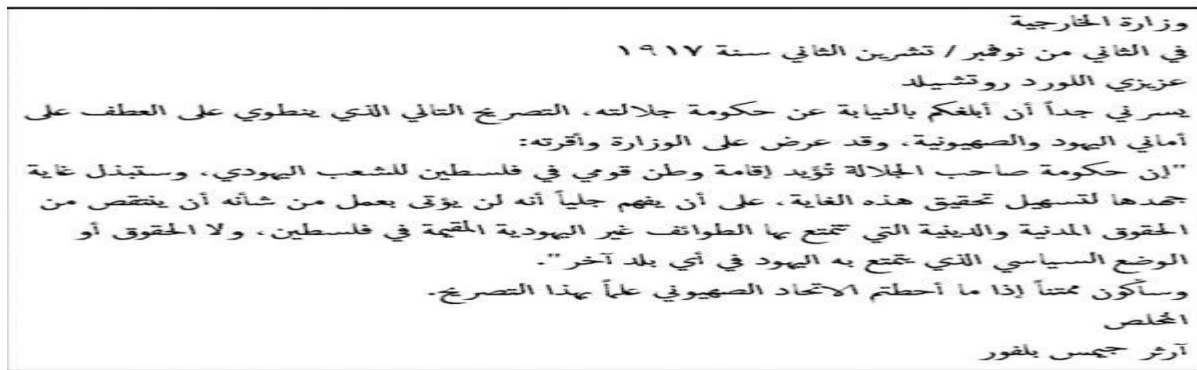 وزارة الخارجية
في الثاني من نوفمبر / تشرين الثاني سنة ١٩١٧
عزيزي اللورد روتشيلد
يسرني جداً أن أبلغكم بالنيابة عن حكومة جلالته، التصريح التالي الذي ينطوي على العطف على
أماني اليهود والصهيونية، وقد عرض على الوزارة وأقرته:
"إن حكومة صاحب الجلالة تؤيد إقامة وطن قومي في فلسطين للشعب اليهودي، وستبذل غاية
جهدها لتسهيل تحقيق هذه الغاية، على أن يفهم جلياً أنه لن يؤتى بعمل من شأنه أن ينتقص من
الحقوق المدنية والدينية التي تتمتع بها الطوائف غير اليهودية المقيمة في فلسطين، ولا الحقوق أو
الوضع السياسي الذي يتمتع به اليهود في أي بلد آخر".
وسأكون ممتناً إذا ما أحطتم الاتحاد الصهيوني علماً بهذا التصريح.
المخلص
آرثر جيمس بلفور